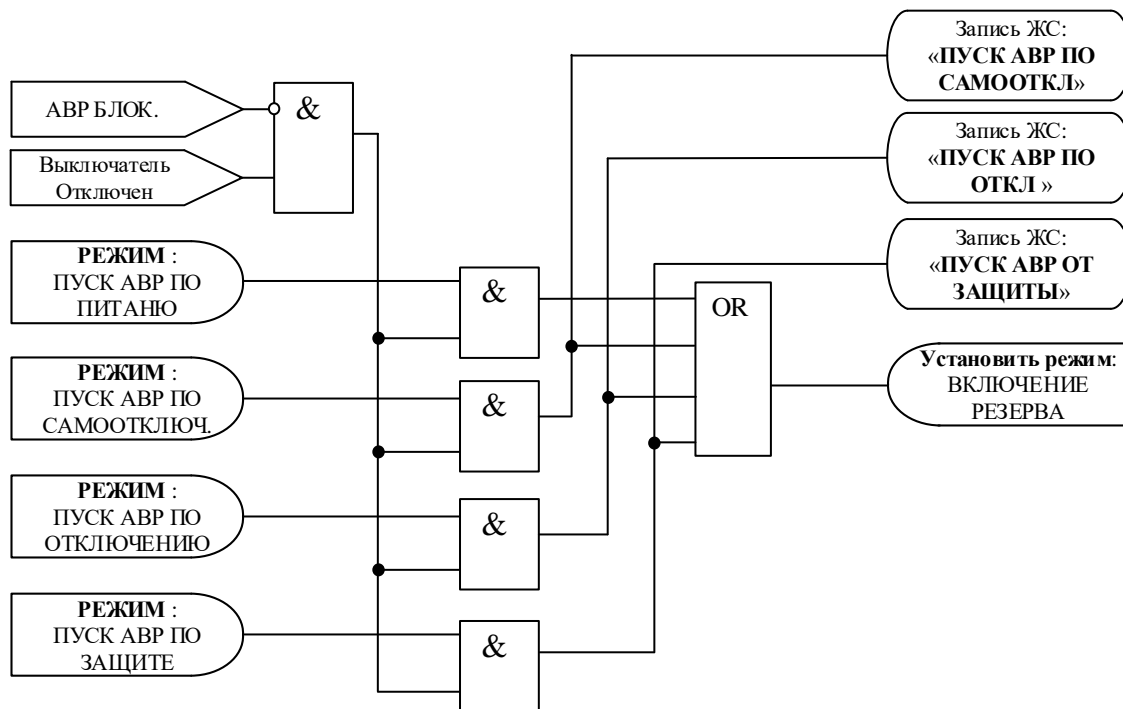 АВР БЛОК.
Выключатель
Отключен
РЕЖИМ :
ПУСК АВР ПО
ПИТАНЮ
РЕЖИМ :
ПУСК АВР ПО
САМООТКЛЮЧ.
РЕЖИМ :
ПУСК АВР ПО
ОТКЛЮЧЕНИЮ
РЕЖИМ :
ПУСК АВР ПО
ЗАЩИТЕ
&
&
&
&
&
OR
Запись ЖС:
«ПУСК АВР ПО
САМООТКЛ»
Запись ЖС:
«ПУСК АВР ПО
ОТКЛ »
Запись ЖС:
«ПУСК АВР ОТ
ЗАЩИТЫ»
Установить режим:
ВКЛЮЧЕНИЕ
РЕЗЕРВА